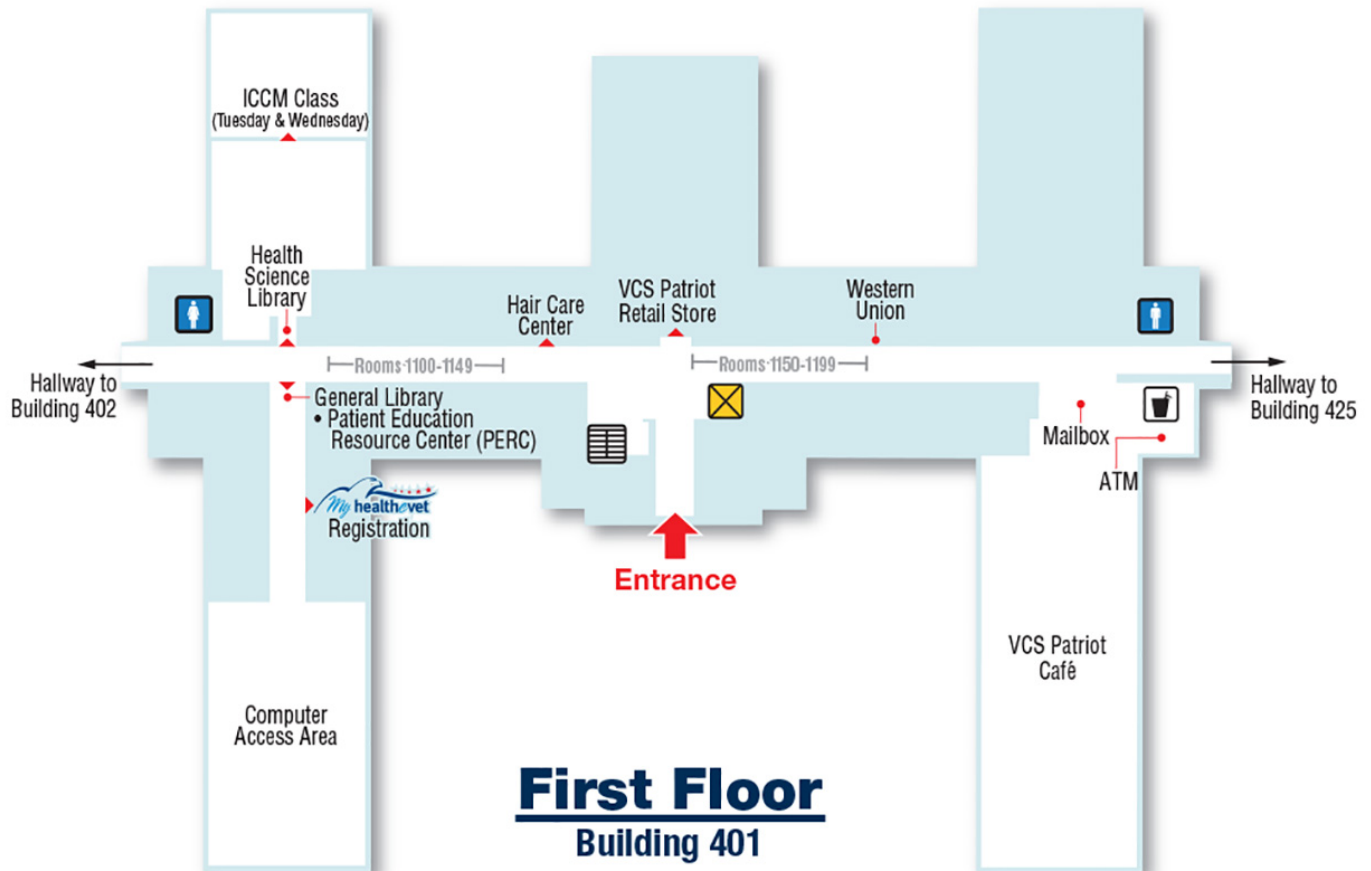 ICCM Class
(Tuesday & Wednesday)
Health
Science
Library
Hair Care
Center
VCS Patriot
Retail Store
Western
Union
Rooms 1100-1149
Rooms 1150-1199
Hallway to
Building 402
Hallway to
Building 425
General Library
• Patient Education
Resource Center (PERC)
Mailbox
ATM
My healthevet
Registration
Entrance
VCS Patriot
Café
Computer
Access Area
First Floor
Building 401